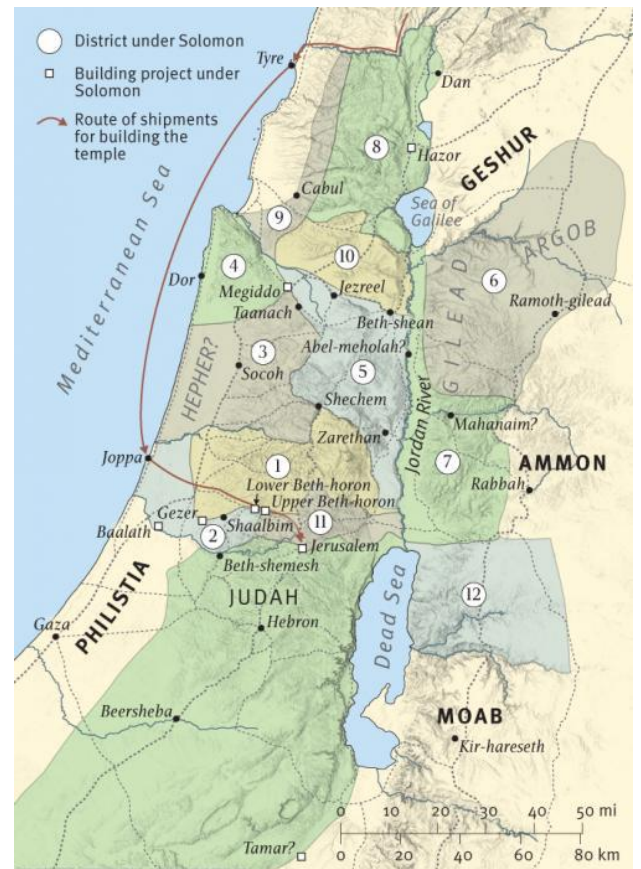 District under Solomon
Building project under
Solomon
Route of shipments
for building the
temple
Tyre
Dan
8
Hazor
GESHUR
Cabul
Sea of
Galilee
9
ARGOB
10
4
Dor
Megiddo
Jezreel
6
Taanach
Beth-shean
Ramoth-gilead
GILEAD
Mediterranean Sea
Abel-meholah?
3
HEPHER?
Socoh
5
Shechem
Jordan River
Mahanaim?
Zarethan
Joppa
1
7
AMMON
Lower Beth-horon
Rabbah
Upper Beth-horon
Gezer
Shaalbim
11
Baalath
2
Jerusalem
Beth-shemesh
PHILISTIA
JUDAH
12
Dead Sea
Gaza
Hebron
Beersheba
MOAB
Kir-hareseth
0 10 30 50 mi
Tamar?
0 20 40 60 80 km